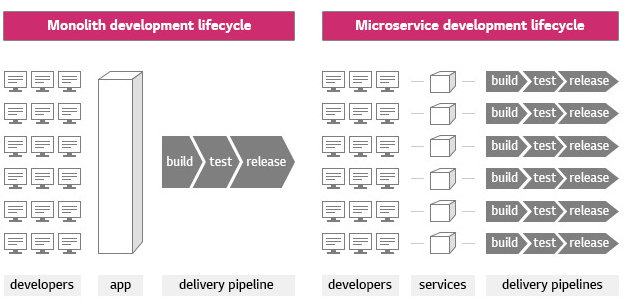 Monolith development lifecycle
Microservice development lifecycle
build test release
build test release
build test release
build test release
build test release
build test release
build test release
developers
app
delivery pipeline
developers
services
delivery pipelines